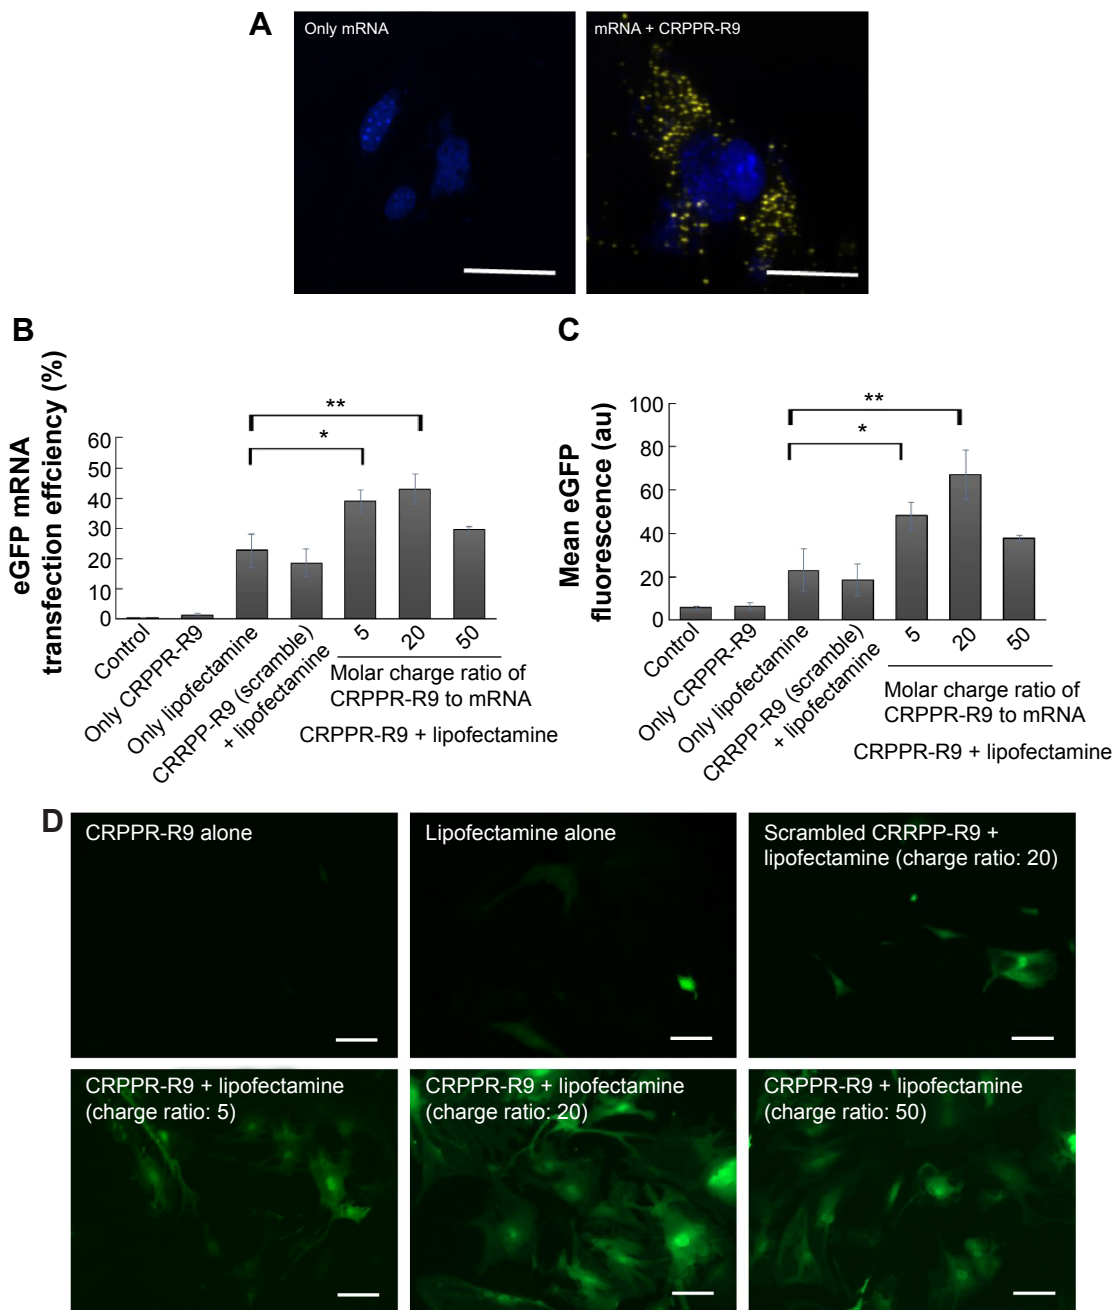 A
Only mRNA
mRNA + CRPPR-R9
B
eGFP mRNA
transfection effciency (%)
60
50
40
30
20
10
0
**
*
Control
Only CRPPR-R9
Only lipofectamine
CRRPP-R9 (scramble)
+ lipofectamine
5
20
50
Molar charge ratio of
CRPPR-R9 to mRNA
CRPPR-R9 + lipofectamine
C
Mean eGFP
fluorescence (au)
100
80
60
40
20
0
**
*
Control
Only CRPPR-R9
Only lipofectamine
CRRPP-R9 (scramble)
+ lipofectamine
5
20
50
Molar charge ratio of
CRPPR-R9 to mRNA
CRPPR-R9 + lipofectamine
D
CRPPR-R9 alone
Lipofectamine alone
Scrambled CRRPP-R9 +
lipofectamine (charge ratio: 20)
CRPPR-R9 + lipofectamine
(charge ratio: 5)
CRPPR-R9 + lipofectamine
(charge ratio: 20)
CRPPR-R9 + lipofectamine
(charge ratio: 50)